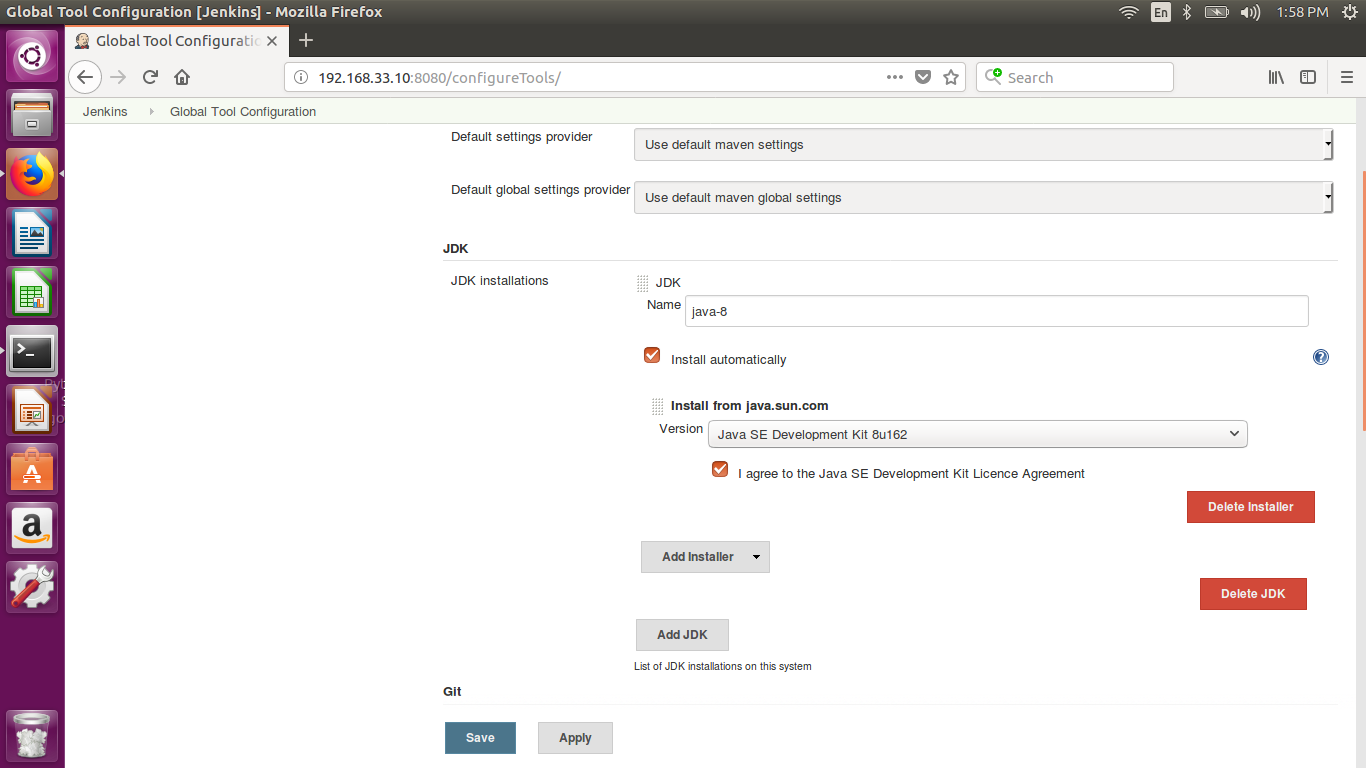 Global Tool Configuration [Jenkins] - Mozilla Firefox
En
1:58 PM
Global Tool Configuratio
192.168.33.10:8080/configureTools/
Search
Jenkins
Global Tool Configuration
Default settings provider
Use default maven settings
Default global settings provider
Use default maven global settings
JDK
JDK installations
JDK
Name
java-8
Install automatically
?
Install from java.sun.com
Version
Java SE Development Kit 8u162
I agree to the Java SE Development Kit Licence Agreement
Delete Installer
Add Installer
Delete JDK
Add JDK
List of JDK installations on this system
Git
Save
Apply